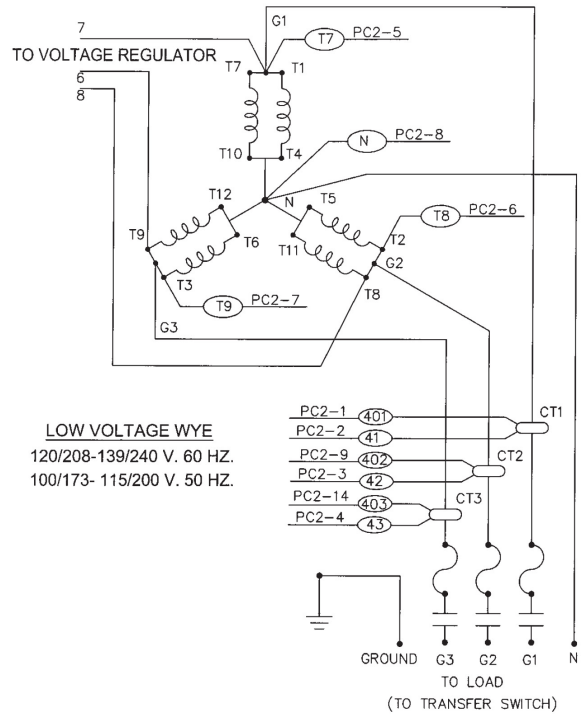 G1
7
T7
PC2-5
TO VOLTAGE REGULATOR
T7
T1
6
8
T10
T4
N
PC2-8
T12
N
T5
T8
PC2-6
T9
T6
T11
T2
G2
T3
T8
T9
PC2-7
G3
LOW VOLTAGE WYE
120/208-139/240 V. 60 HZ.
100/173- 115/200 V. 50 HZ.
PC2-1
401
CT1
PC2-2
41
PC2-9
402
CT2
PC2-3
42
PC2-14
403
CT3
PC2-4
43
GROUND
G3
G2
G1
N
TO LOAD
(TO TRANSFER SWITCH)